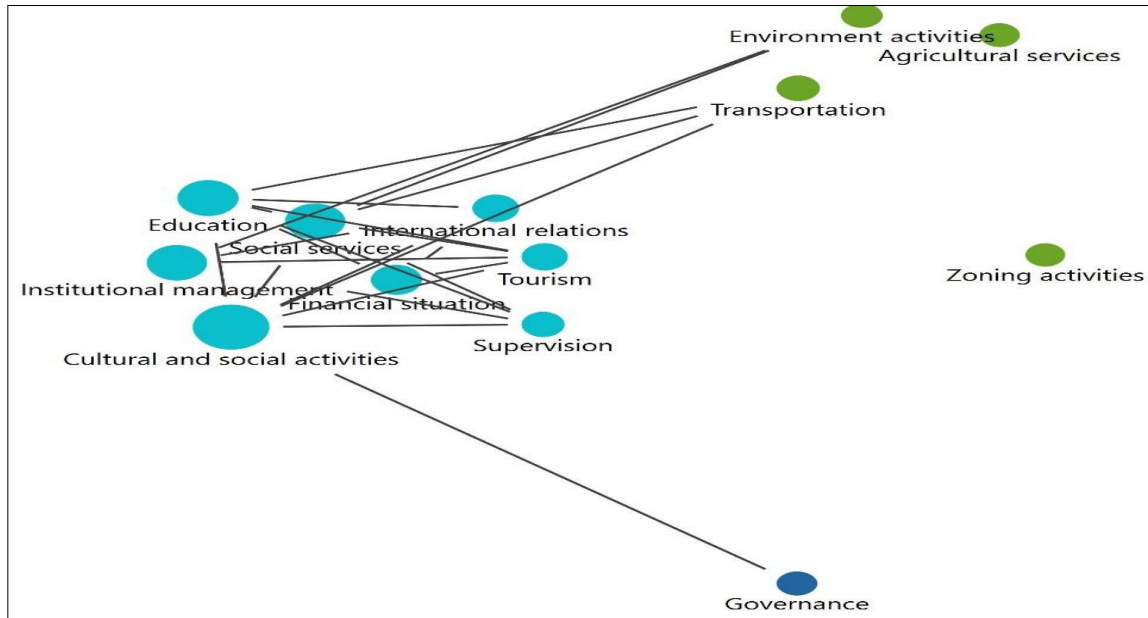 Environment activities
Agricultural services
Transportation
Education
Social services
International relations
Institutional management
Financial situation
Tourism
Zoning activities
Cultural and social activities
Supervision
Governance